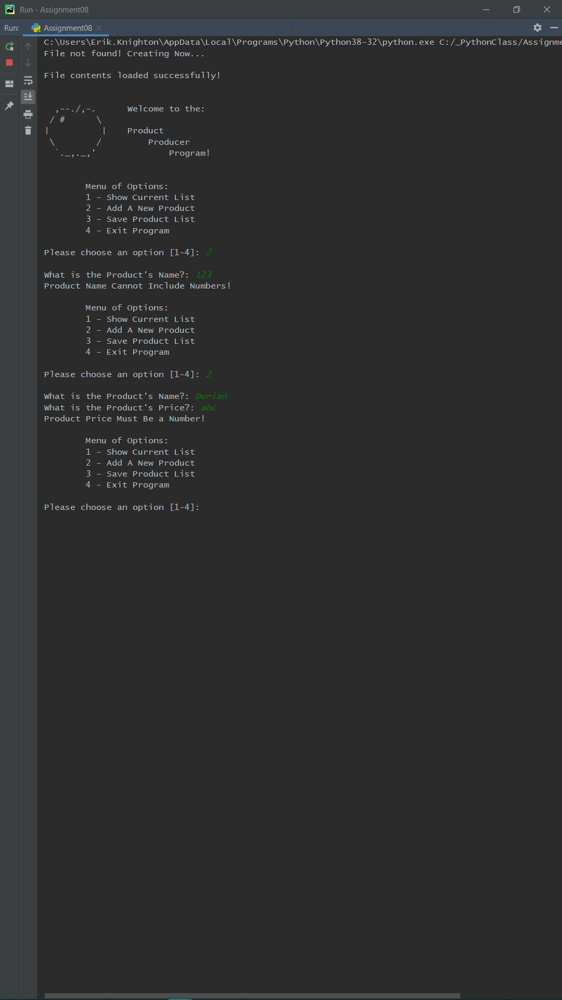 Run - Assignment08
Run: Assignment08
C:\Users\Erik.Knighton\AppData\Local\Programs\Python\Python38-32\python.exe C:/_PythonClass/Assignme
File not found! Creating Now...
File contents loaded successfully!
  ,--./,-.      Welcome to the:
 / #      \
|          |    Product
 \        /         Producer
  `._,._,'              Program!
Menu of Options:
1 - Show Current List
2 - Add A New Product
3 - Save Product List
4 - Exit Program
Please choose an option [1-4]: 2
What is the Product's Name?: 123
Product Name Cannot Include Numbers!
Menu of Options:
1 - Show Current List
2 - Add A New Product
3 - Save Product List
4 - Exit Program
Please choose an option [1-4]: 2
What is the Product's Name?: Durian
What is the Product's Price?: abc
Product Price Must Be a Number!
Menu of Options:
1 - Show Current List
2 - Add A New Product
3 - Save Product List
4 - Exit Program
Please choose an option [1-4]: